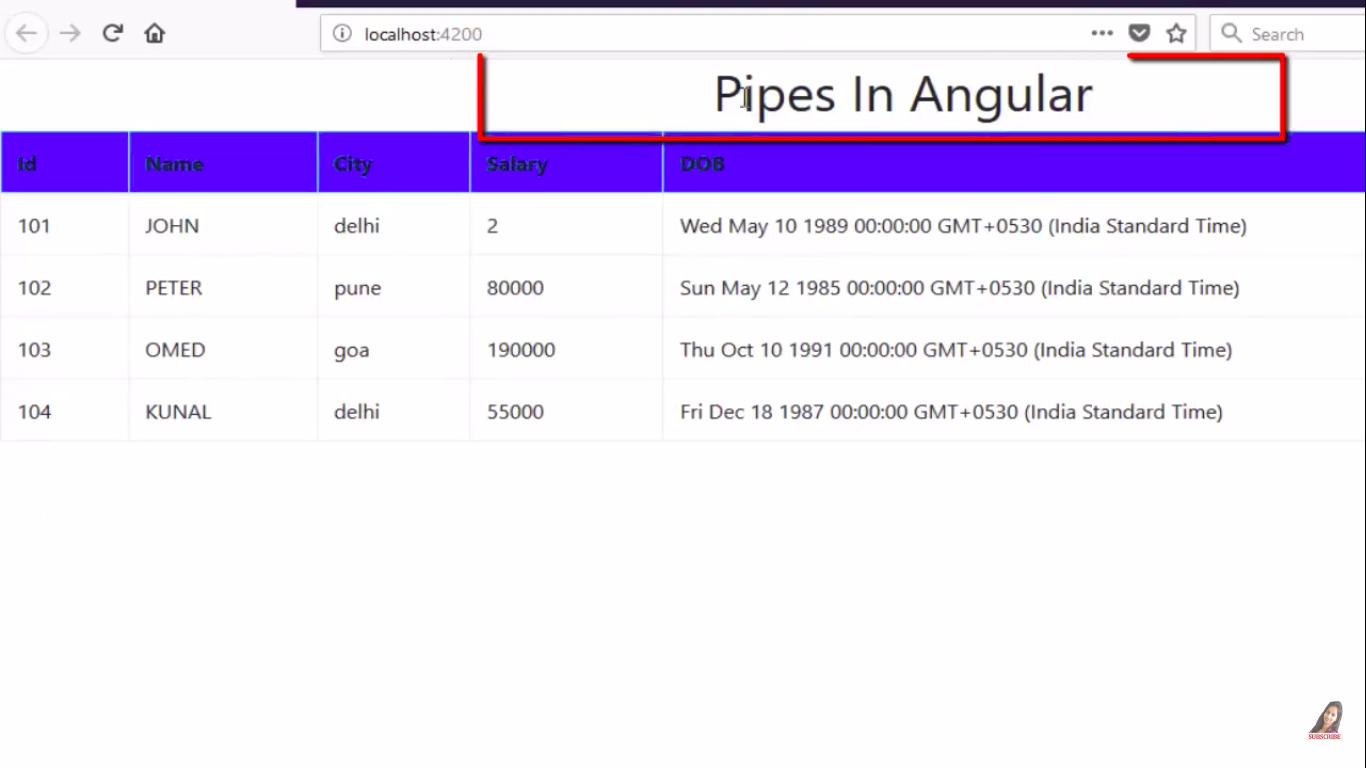 localhost:4200
Search
Pipes In Angular
Id Name City Salary DOB
101 JOHN delhi 2 Wed May 10 1989 00:00:00 GMT+0530 (India Standard Time)
102 PETER pune 80000 Sun May 12 1985 00:00:00 GMT+0530 (India Standard Time)
103 OMED goa 190000 Thu Oct 10 1991 00:00:00 GMT+0530 (India Standard Time)
104 KUNAL delhi 55000 Fri Dec 18 1987 00:00:00 GMT+0530 (India Standard Time)
SUBSCRIBE